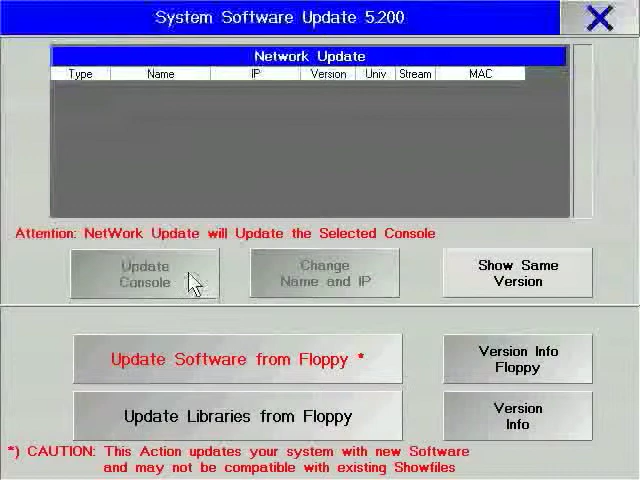 System Software Update 5.200
Network Update
Type Name IP Version Univ Stream MAC
Attention: NetWork Update will Update the Selected Console
Update Console
Change Name and IP
Show Same Version
Update Software from Floppy *
Version Info Floppy
Update Libraries from Floppy
Version Info
*) CAUTION: This Action updates your system with new Software
and may not be compatible with existing Showfiles